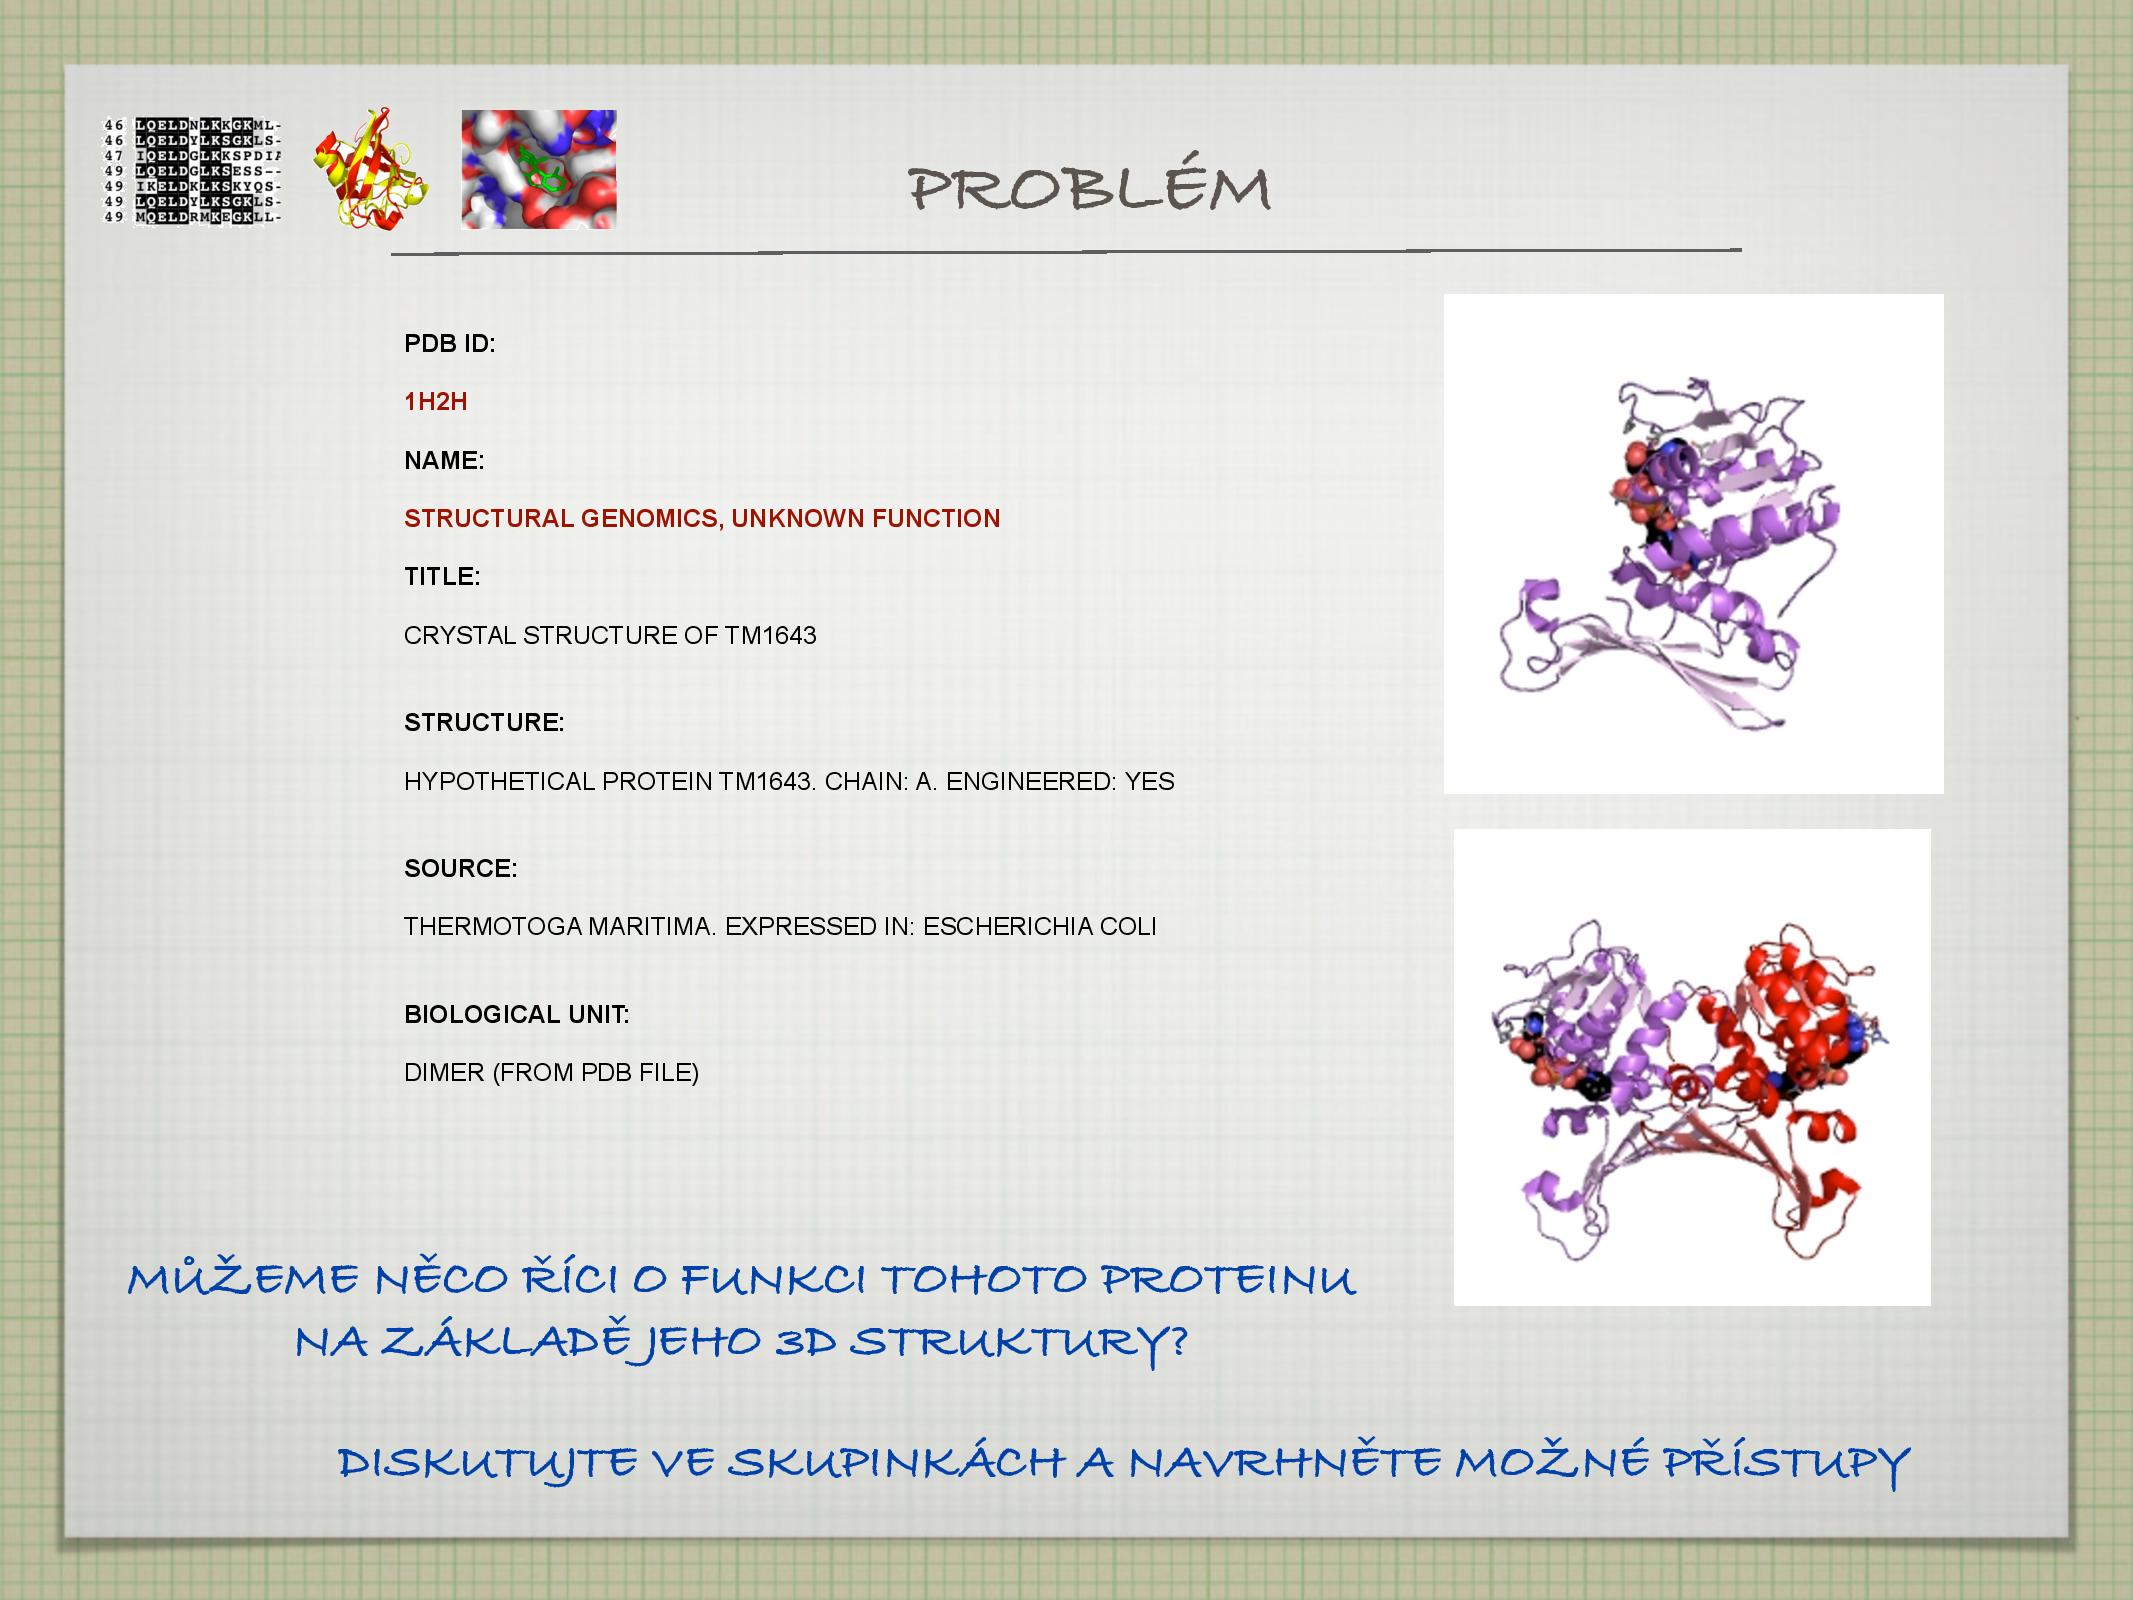 46 LQELDNLKKGKML-
46 LQELDYLKSGKLS-
47 IQELDGLKKSPDI
49 LQELDGLKSESS--
49 IKELDKLKSKYQS-
49 LQELDYLKSGKLS-
49 MQELDRMKEGKLL-
PROBLÉM
PDB ID:
1H2H
NAME:
STRUCTURAL GENOMICS, UNKNOWN FUNCTION
TITLE:
CRYSTAL STRUCTURE OF TM1643
STRUCTURE:
HYPOTHETICAL PROTEIN TM1643. CHAIN: A. ENGINEERED: YES
SOURCE:
THERMOTOGA MARITIMA. EXPRESSED IN: ESCHERICHIA COLI
BIOLOGICAL UNIT:
DIMER (FROM PDB FILE)
MŮŽEME NĚCO ŘÍCI O FUNKCI TOHOTO PROTEINU
NA ZÁKLADĚ JEHO 3D STRUKTURY?
DISKUTUJTE VE SKUPINKÁCH A NAVRHNĚTE MOŽNÉ PŘÍSTUPY